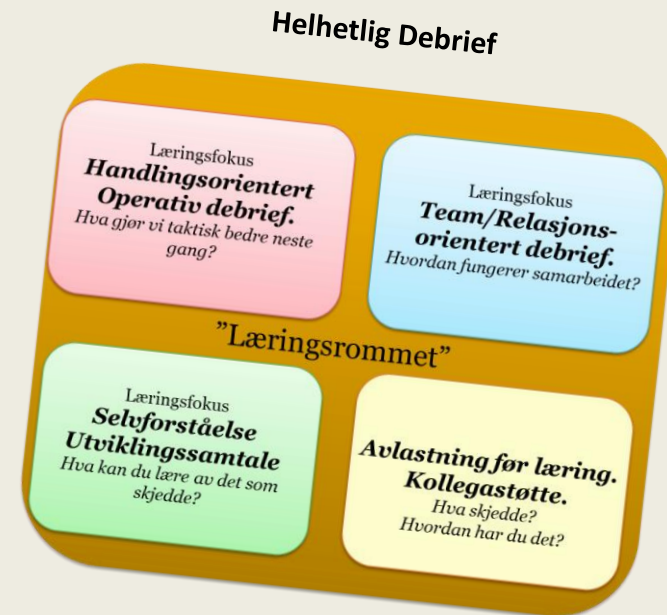 Helhetlig Debrief
Læringsfokus
Handlingsorientert
Operativ debrief.
Hva gjør vi taktisk bedre neste
gang?
Læringsfokus
Team/Relasjons-
orientert debrief.
Hvordan fungerer samarbeidet?
”Læringsrommet”
Læringsfokus
Selvforståelse
Utviklingssamtale
Hva kan du lære av det som
skjedde?
Avlastning før læring.
Kollegastøtte.
Hva skjedde?
Hvordan har du det?